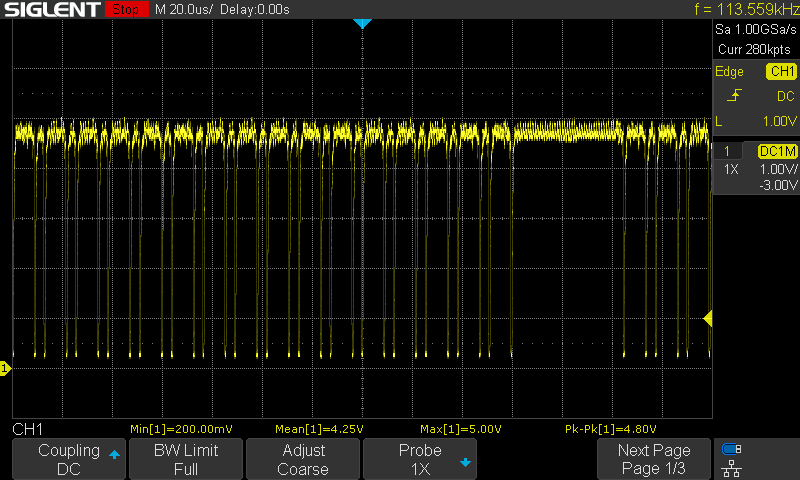 SIGLENT Stop M 20.0us/ Delay:0.00s f = 113.559kHz
Sa 1.00GSa/s
Curr 280kpts
Edge CH1
DC
L 1.00V
1 DC1M
1X 1.00V/
-3.00V
1
CH1 Min[1]=200.00mV Mean[1]=4.25V Max[1]=5.00V Pk-Pk[1]=4.80V
Coupling BW Limit Adjust Probe Next Page
DC Full Coarse 1X Page 1/3